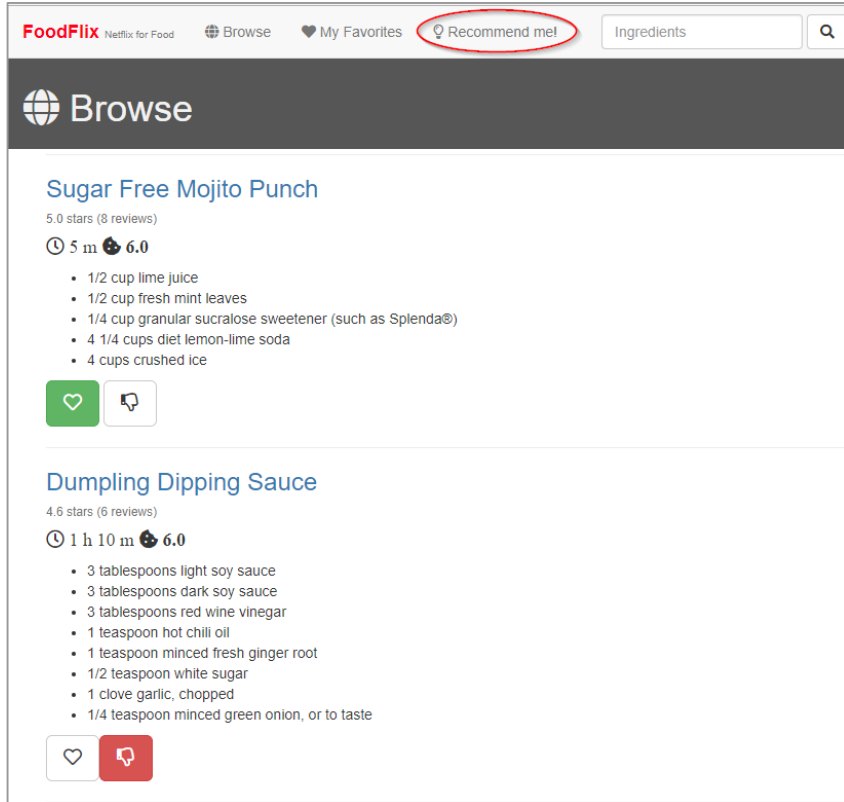 FoodFlix Netflix for Food Browse My Favorites Recommend me! Ingredients
Browse
Sugar Free Mojito Punch
5.0 stars (8 reviews)
5 m 6.0
• 1/2 cup lime juice
• 1/2 cup fresh mint leaves
• 1/4 cup granular sucralose sweetener (such as Splenda®)
• 4 1/4 cups diet lemon-lime soda
• 4 cups crushed ice
Dumpling Dipping Sauce
4.6 stars (6 reviews)
1 h 10 m 6.0
• 3 tablespoons light soy sauce
• 3 tablespoons dark soy sauce
• 3 tablespoons red wine vinegar
• 1 teaspoon hot chili oil
• 1 teaspoon minced fresh ginger root
• 1/2 teaspoon white sugar
• 1 clove garlic, chopped
• 1/4 teaspoon minced green onion, or to taste